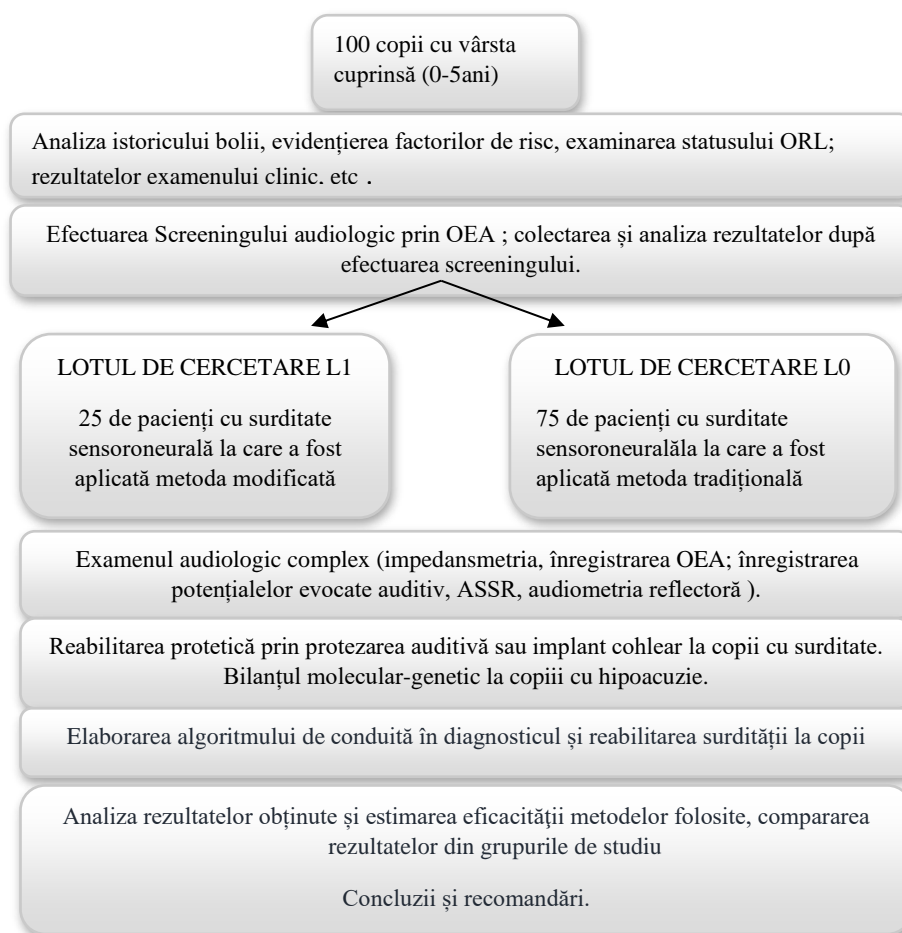 100 copii cu vârsta
cuprinsă (0-5ani)
Analiza istoricului bolii, evidențierea factorilor de risc, examinarea statusului ORL;
rezultatelor examenului clinic. etc .
Efectuarea Screeningului audiologic prin OEA ; colectarea și analiza rezultatelor după
efectuarea screeningului.
LOTUL DE CERCETARE L1
25 de pacienți cu surditate
sensoroneurală la care a fost
aplicată metoda modificată
LOTUL DE CERCETARE L0
75 de pacienți cu surditate
sensoroneuralăla la care a fost
aplicată metoda tradițională
Examenul audiologic complex (impedansmetria, înregistrarea OEA; înregistrarea
potențialelor evocate auditiv, ASSR, audiometria reflectoră ).
Reabilitarea protetică prin protezarea auditivă sau implant cohlear la copii cu surditate.
Bilanțul molecular-genetic la copiii cu hipoacuzie.
Elaborarea algoritmului de conduită în diagnosticul și reabilitarea surdității la copii
Analiza rezultatelor obținute și estimarea eficacităţii metodelor folosite, compararea
rezultatelor din grupurile de studiu
Concluzii și recomandări.